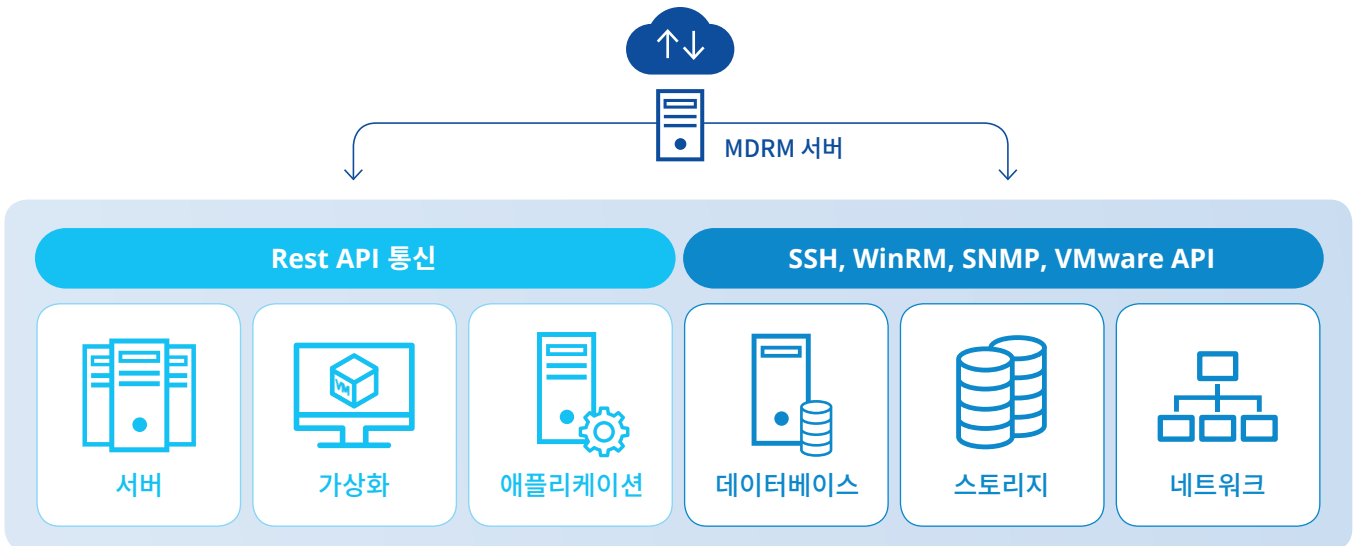 MDRM 서버
Rest API 통신
SSH, WinRM, SNMP, VMware API
VM
서버
가상화
애플리케이션
데이터베이스
스토리지
네트워크